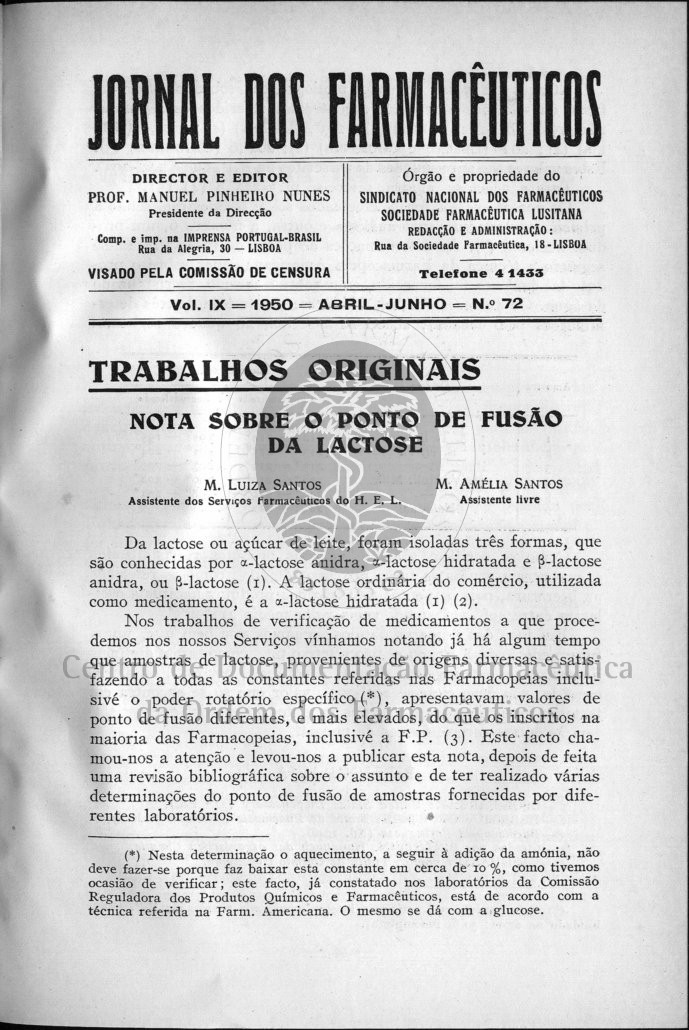 JORNAL DOS FARMACÊUTICOS
DIRECTOR E EDITOR
PROF. MANUEL PINHEIRO NUNES
Presidente da Direcção
Comp. e imp. na IMPRENSA PORTUGAL-BRASIL
Rua da Alegria, 30 — LISBOA
VISADO PELA COMISSÃO DE CENSURA
Órgão e propriedade do
SINDICATO NACIONAL DOS FARMACÊUTICOS
SOCIEDADE FARMACÊUTICA LUSITANA
REDACÇÃO E ADMINISTRAÇÃO:
Rua da Sociedade Farmacêutica, 18-LISBOA
Telefone 4 1433
Vol. IX = 1950 = ABRIL-JUNHO = N.º 72
TRABALHOS ORIGINAIS
NOTA SOBRE O PONTO DE FUSÃO
DA LACTOSE
M. LUIZA SANTOS
Assistente dos Serviços Farmacêuticos do H. E. L.
M. AMÉLIA SANTOS
Assistente livre
Da lactose ou açúcar de leite, foram isoladas três formas, que
são conhecidas por α-lactose anidra, α-lactose hidratada e β-lactose
anidra, ou β-lactose (1). A lactose ordinária do comércio, utilizada
como medicamento, é a α-lactose hidratada (1) (2).
Nos trabalhos de verificação de medicamentos a que proce-
demos nos nossos Serviços vínhamos notando já há algum tempo
que amostras de lactose, provenientes de origens diversas e satis-
fazendo a todas as constantes referidas nas Farmacopeias inclu-
sivé o poder rotatório específico (*), apresentavam valores de
ponto de fusão diferentes, e mais elevados, do que os inscritos na
maioria das Farmacopeias, inclusivé a F.P. (3). Este facto cha-
mou-nos a atenção e levou-nos a publicar esta nota, depois de feita
uma revisão bibliográfica sobre o assunto e de ter realizado várias
determinações do ponto de fusão de amostras fornecidas por dife-
rentes laboratórios.
(*) Nesta determinação o aquecimento, a seguir à adição da amónia, não
deve fazer-se porque faz baixar esta constante em cerca de 10 %, como tivemos
ocasião de verificar; este facto, já constatado nos laboratórios da Comissão
Reguladora dos Produtos Químicos e Farmacêuticos, está de acordo com a
técnica referida na Farm. Americana. O mesmo se dá com a glucose.
Centro de Documentação Farmacêutica
da Ordem dos Farmacêuticos